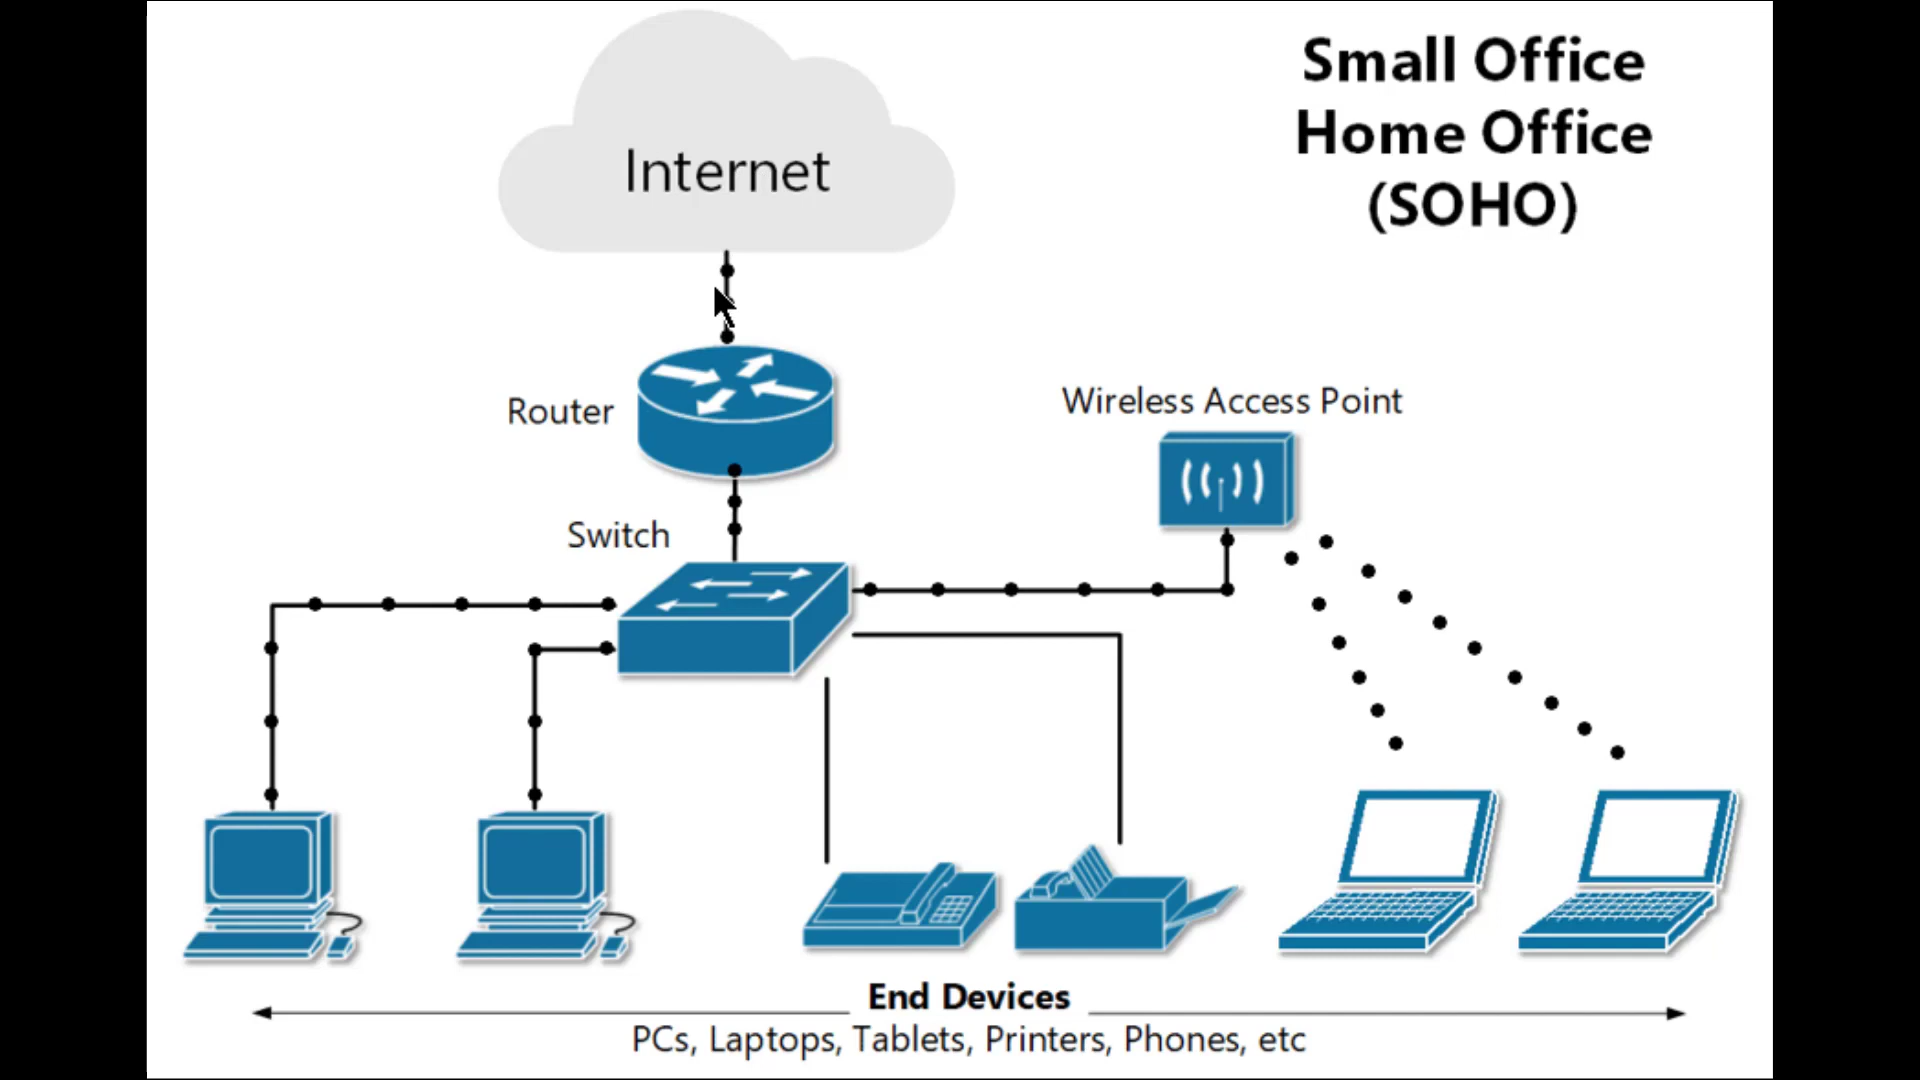 Small Office
Home Office
(SOHO)
Internet
Router
Wireless Access Point
Switch
End Devices
PCs, Laptops, Tablets, Printers, Phones, etc